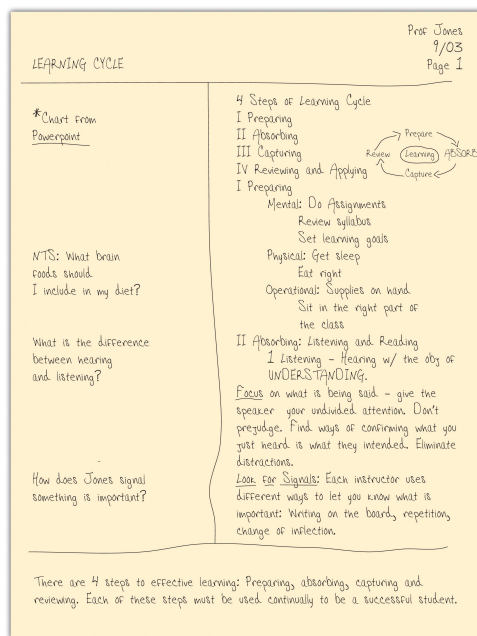 Prof Jones
9/03
LEARNING CYCLE
Page 1
*Chart from
Powerpoint
NTS: What brain
foods should
I include in my diet?
What is the difference
between hearing
and listening?
How does Jones signal
something is important?
4 Steps of Learning Cycle
I Preparing
II Absorbing
III Capturing
IV Reviewing and Applying
Prepare
Review
Learning
ABSORB
Capture
I Preparing
Mental: Do Assignments
Review syllabus
Set learning goals
Physical: Get sleep
Eat right
Operational: Supplies on hand
Sit in the right part of
the class
II Absorbing: Listening and Reading
1 Listening - Hearing w/ the obj of
UNDERSTANDING.
Focus on what is being said - give the
speaker your undivided attention. Don't
prejudge. Find ways of confirming what you
just heard is what they intended. Eliminate
distractions.
Look for Signals: Each instructor uses
different ways to let you know what is
important: Writing on the board, repetition,
change of inflection.
There are 4 steps to effective learning: Preparing, absorbing, capturing and
reviewing. Each of these steps must be used continually to be a successful student.